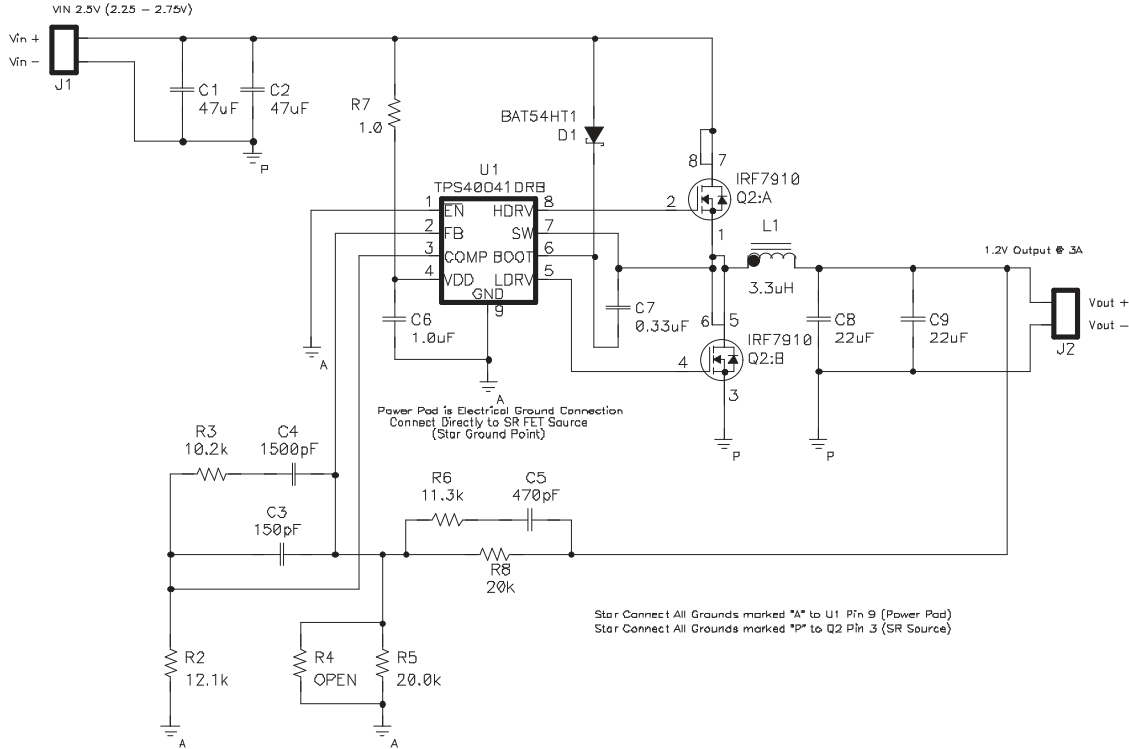 VIN 2.5V (2.25 – 2.75V)
Vin +
Vin –
J1
C1
47uF
C2
47uF
P
R7
1.0
BAT54HT1
D1
U1
TPS40041DRB
1
EN
HDRV
8
2
FB
SW
7
3
COMP
BOOT
6
4
VDD
LDRV
5
GND
9
8
7
IRF7910
Q2:A
2
1
L1
3.3uH
1.2V Output @ 3A
Vout +
Vout –
J2
C6
1.0uF
C7
0.33uF
6
5
IRF7910
Q2:B
4
3
C8
22uF
C9
22uF
A
A
P
P
Power Pad is Electrical Ground Connection
Connect Directly to SR FET Source
(Star Ground Point)
R3
10.2k
C4
1500pF
C3
150pF
R6
11.3k
C5
470pF
R8
20k
Star Connect All Grounds marked "A" to U1 Pin 9 (Power Pad)
Star Connect All Grounds marked "P" to Q2 Pin 3 (SR Source)
R2
12.1k
R4
OPEN
R5
20.0k
A
A